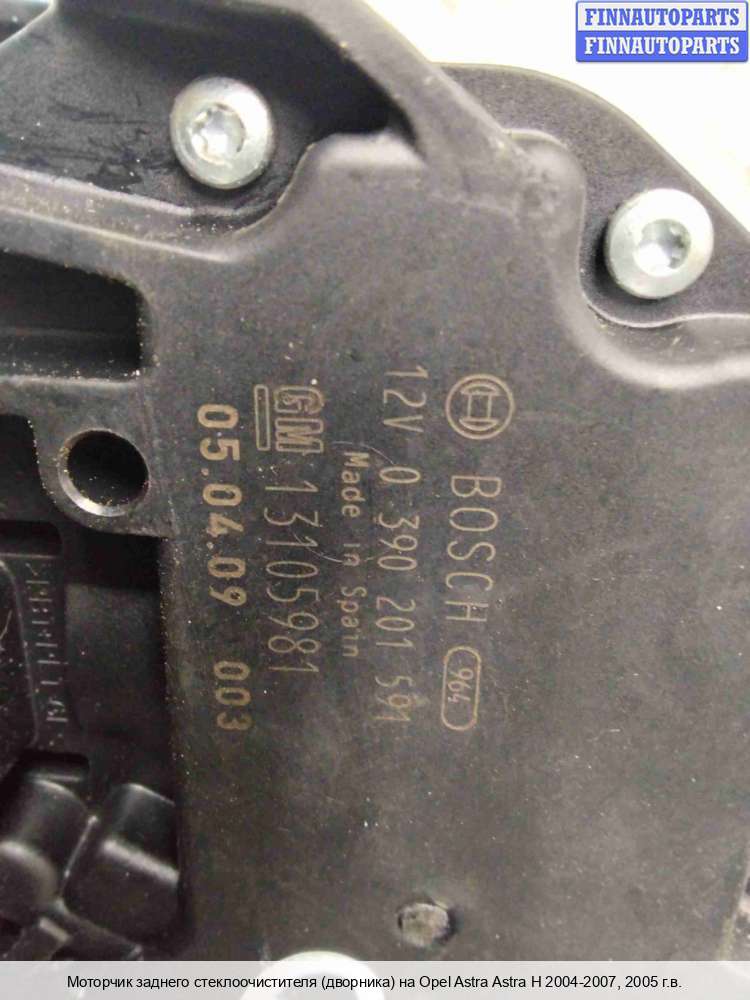 FINNAUTOPARTS
FINNAUTOPARTS
BOSCH 964
12V 0 390 201 591
Made in Spain
GM 13105981
05.04.09 003
Моторчик заднего стеклоочистителя (дворника) на Opel Astra Astra H 2004-2007, 2005 г.в.